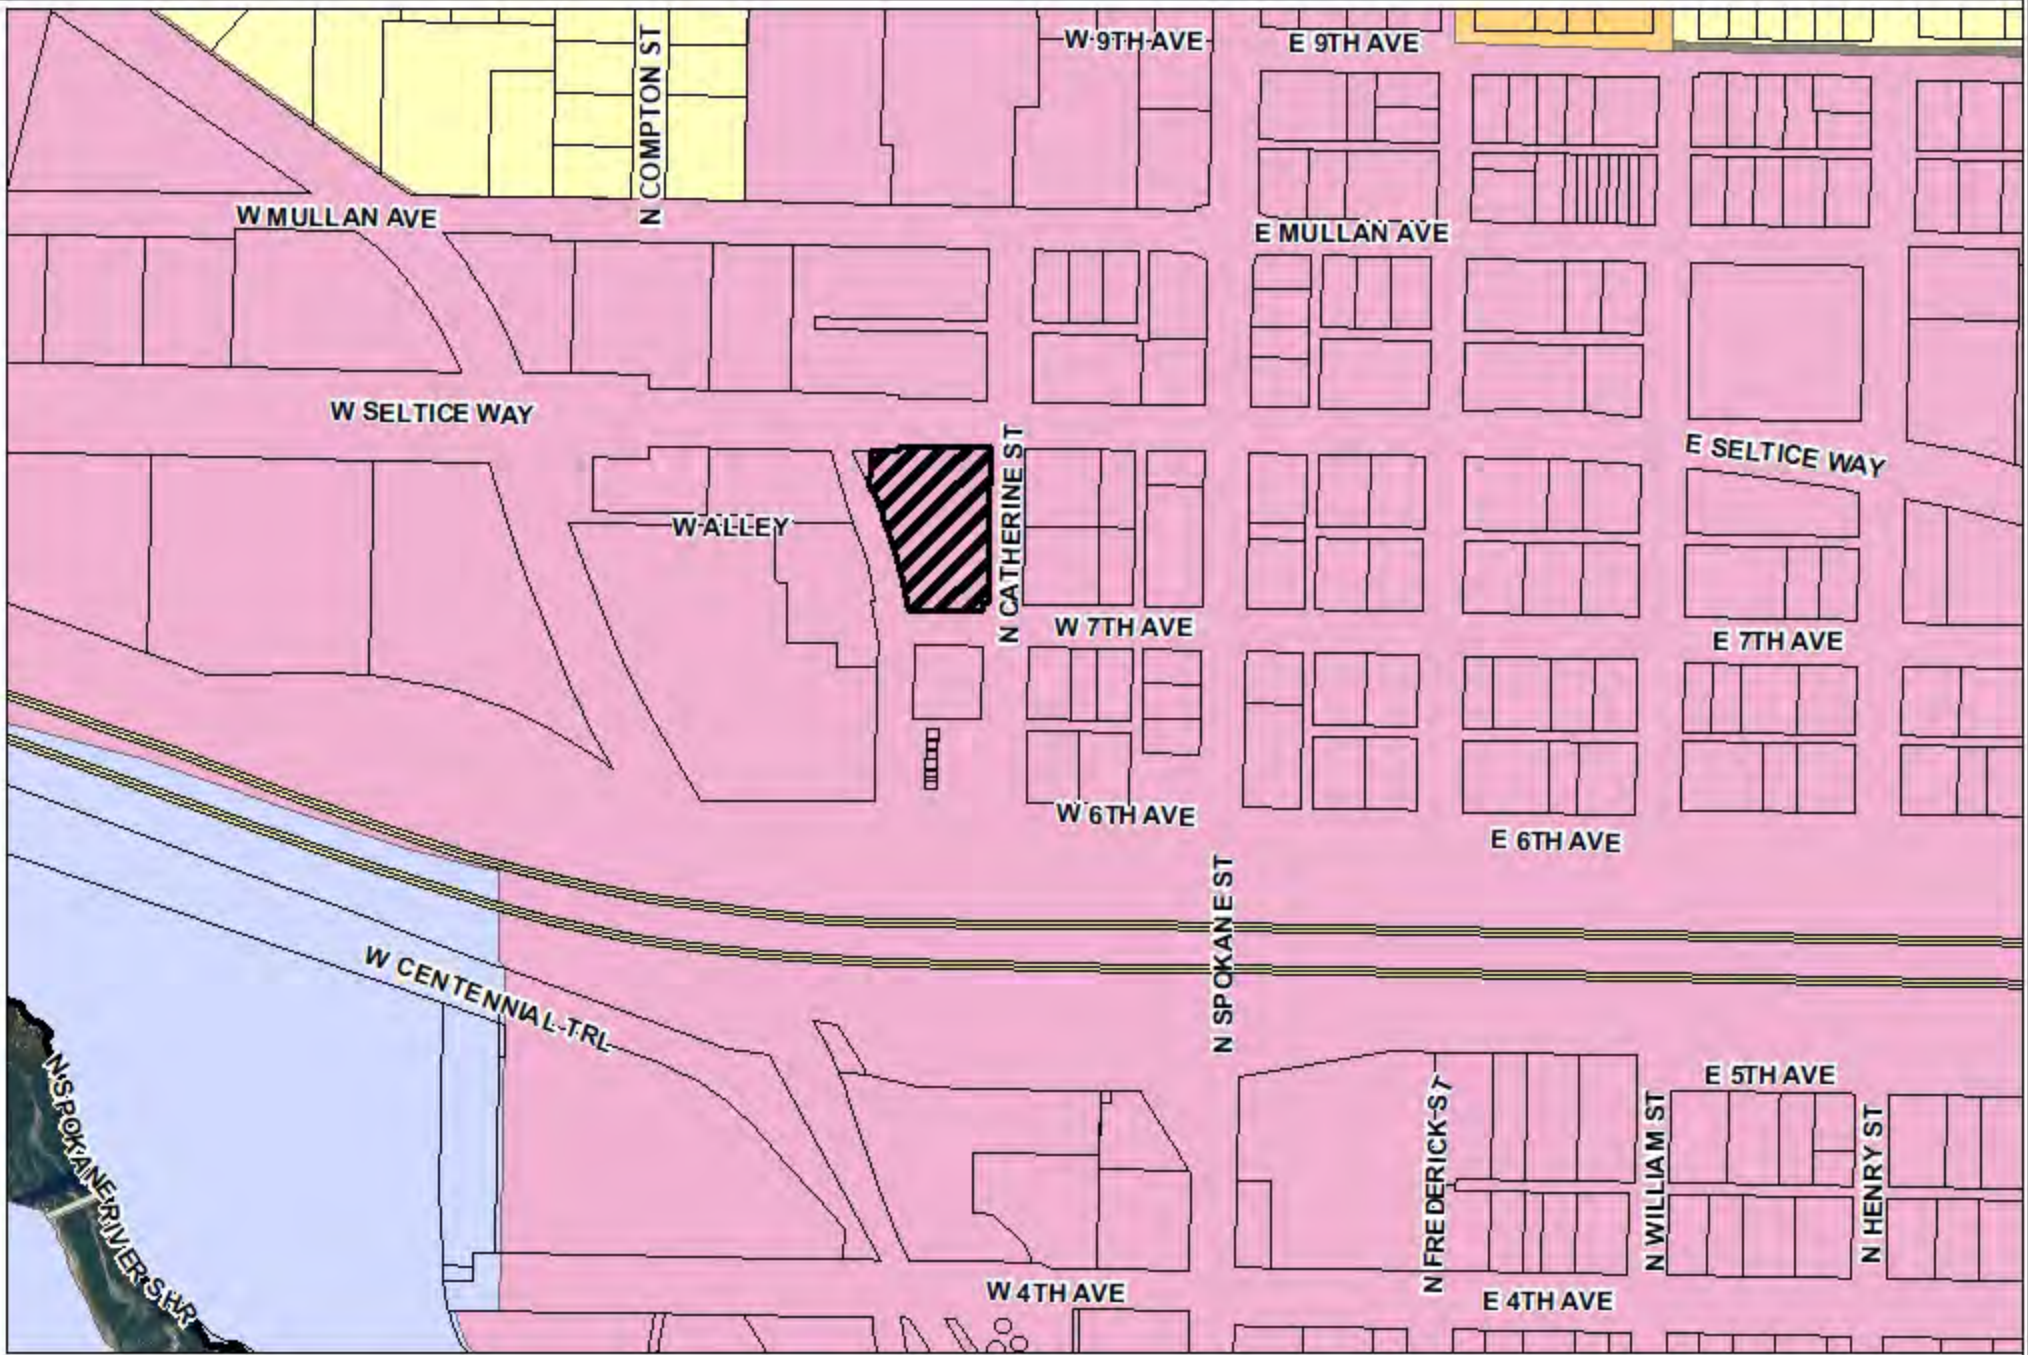 W 9TH AVE
E 9TH AVE
N COMPTON ST
W MULLAN AVE
E MULLAN AVE
W SELTICE WAY
E SELTICE WAY
N CATHERINE ST
W ALLEY
W 7TH AVE
E 7TH AVE
W 6TH AVE
E 6TH AVE
N SPOKANE ST
W CENTENNIAL TRL
N SPOKANE RIVER SHR
E 5TH AVE
N FREDERICK ST
N WILLIAM ST
N HENRY ST
W 4TH AVE
E 4TH AVE